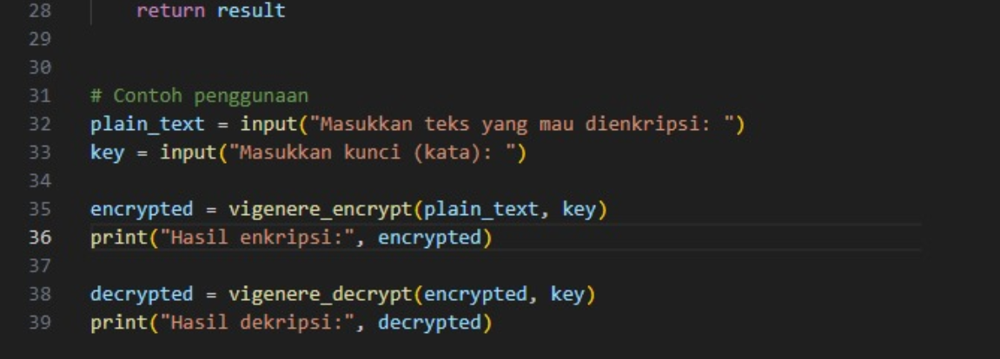 28 return result
29
30
31 # Contoh penggunaan
32 plain_text = input("Masukkan teks yang mau dienkripsi: ")
33 key = input("Masukkan kunci (kata): ")
34
35 encrypted = vigenere_encrypt(plain_text, key)
36 print("Hasil enkripsi:", encrypted)
37
38 decrypted = vigenere_decrypt(encrypted, key)
39 print("Hasil dekripsi:", decrypted)